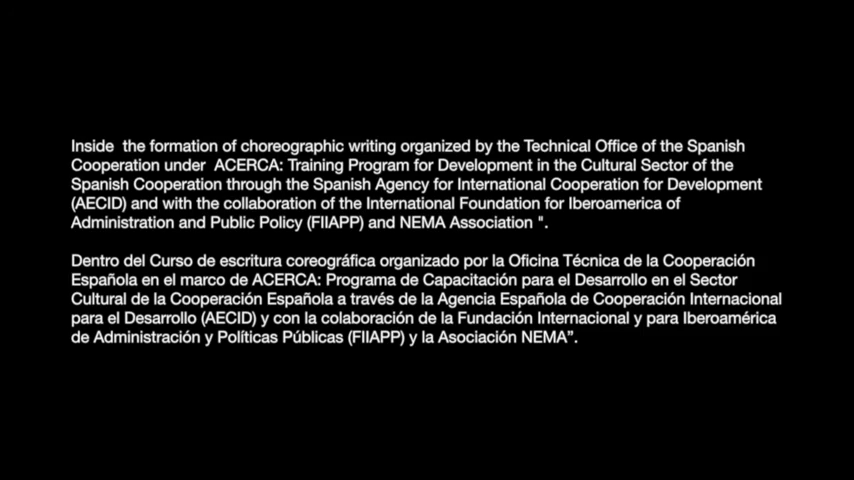 Inside  the formation of choreographic writing organized by the Technical Office of the Spanish
Cooperation under  ACERCA: Training Program for Development in the Cultural Sector of the
Spanish Cooperation through the Spanish Agency for International Cooperation for Development
(AECID) and with the collaboration of the International Foundation for Iberoamerica of
Administration and Public Policy (FIIAPP) and NEMA Association ".
Dentro del Curso de escritura coreográfica organizado por la Oficina Técnica de la Cooperación
Española en el marco de ACERCA: Programa de Capacitación para el Desarrollo en el Sector
Cultural de la Cooperación Española a través de la Agencia Española de Cooperación Internacional
para el Desarrollo (AECID) y con la colaboración de la Fundación Internacional y para Iberoamérica
de Administración y Políticas Públicas (FIIAPP) y la Asociación NEMA”.